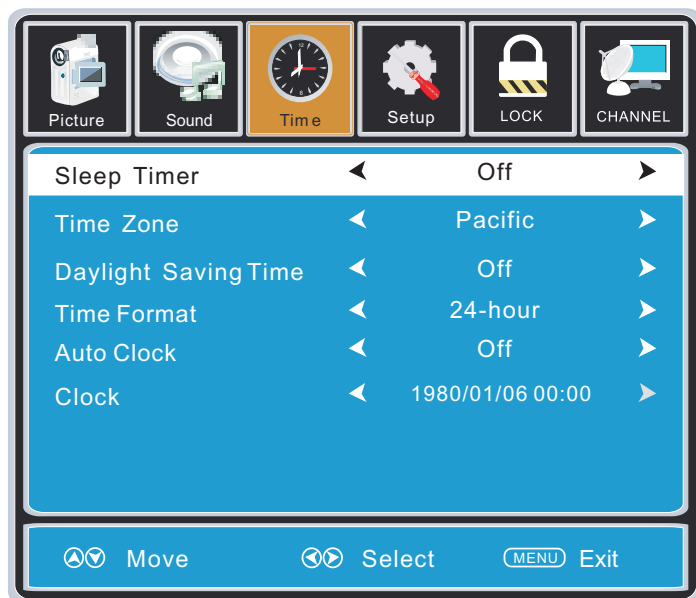 Picture Sound Time Setup LOCK CHANNEL
Sleep Timer Off
Time Zone Pacific
Daylight Saving Time Off
Time Format 24-hour
Auto Clock Off
Clock 1980/01/06 00:00
Move Select MENU Exit